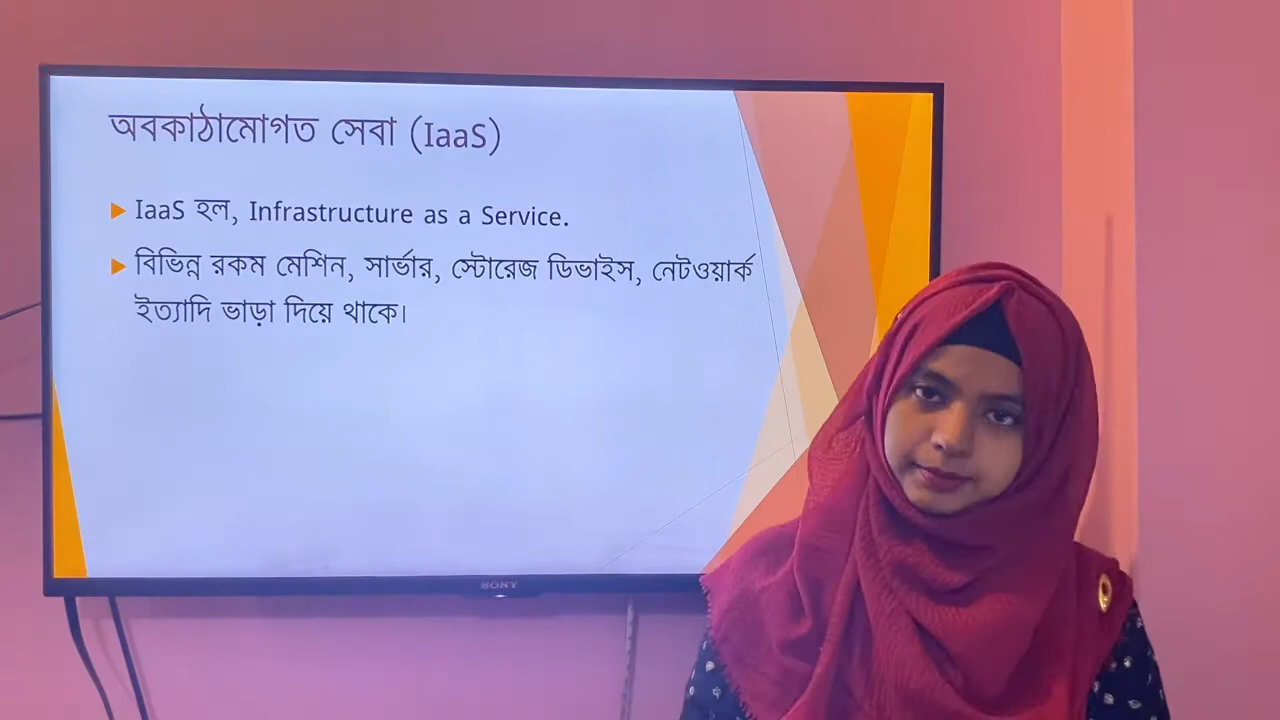 অবকাঠামোগত সেবা (IaaS)
IaaS হল, Infrastructure as a Service.
বিভিন্ন রকম মেশিন, সার্ভার, স্টোরেজ ডিভাইস, নেটওয়ার্ক
ইত্যাদি ভাড়া দিয়ে থাকে।
SONY